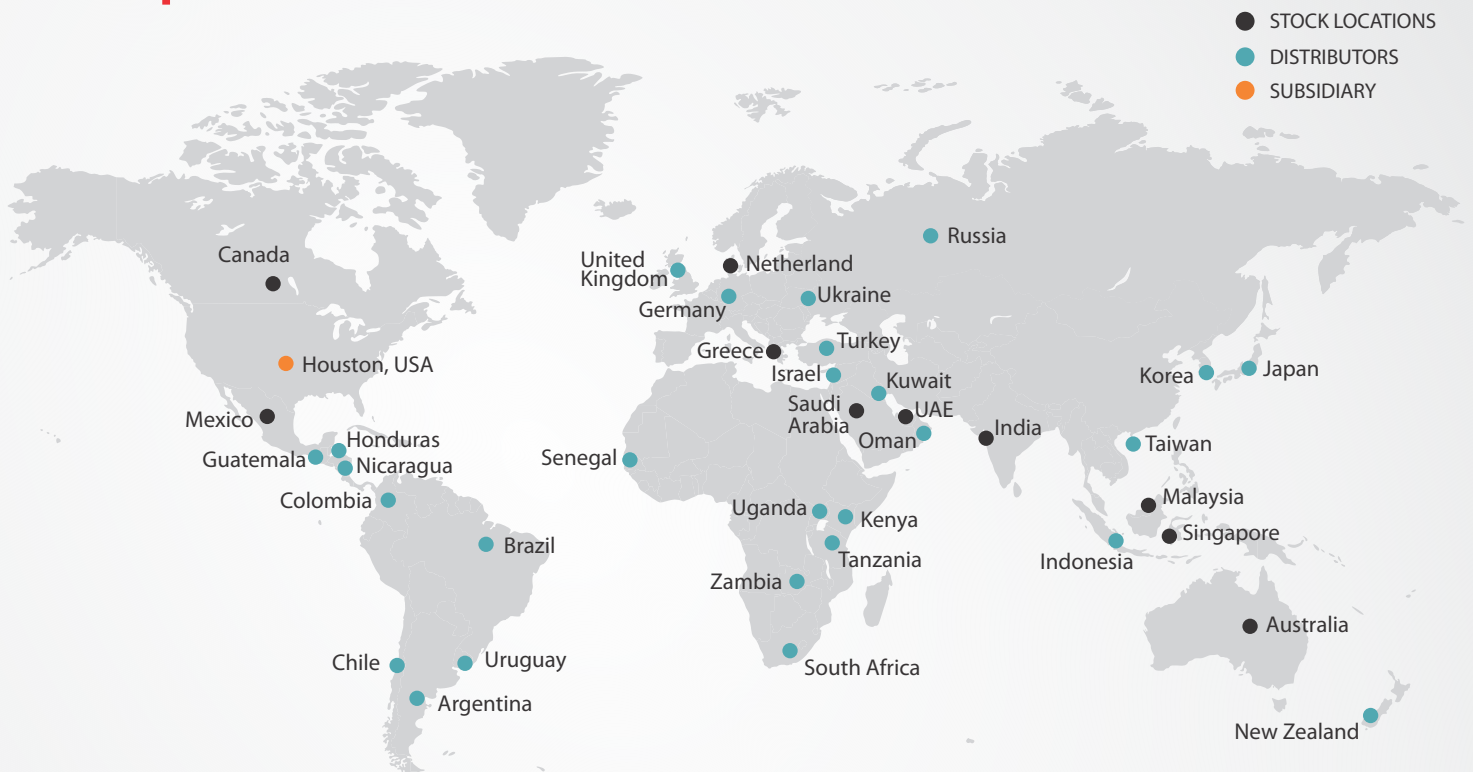 STOCK LOCATIONS
DISTRIBUTORS
SUBSIDIARY
Canada
Houston, USA
Mexico
Honduras
Guatemala
Nicaragua
Colombia
Brazil
Chile
Uruguay
Argentina
United
Kingdom
Netherland
Russia
Germany
Ukraine
Greece
Turkey
Israel
Kuwait
Saudi
Arabia
UAE
Oman
India
Senegal
Uganda
Kenya
Tanzania
Zambia
South Africa
Korea
Japan
Taiwan
Malaysia
Singapore
Indonesia
Australia
New Zealand